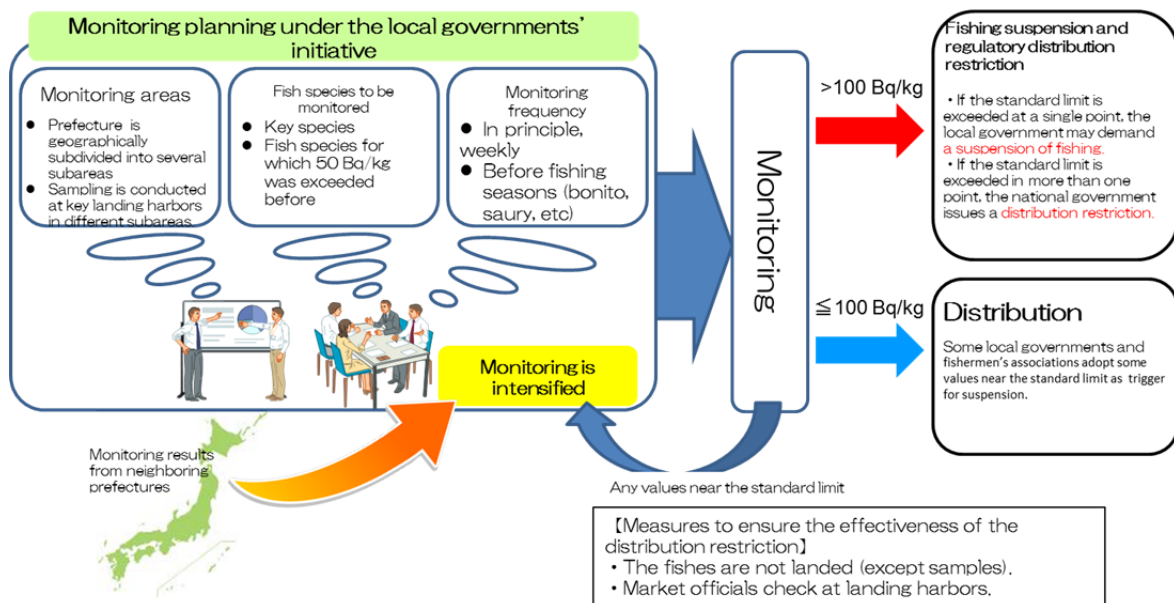 Monitoring planning under the local governments'
initiative
Monitoring areas
● Prefecture is
geographically
subdivided into several
subareas
● Sampling is conducted
at key landing harbors
in different subareas.
Fish species to be
monitored
● Key species
● Fish species for
which 50 Bq/kg
was exceeded
before
Monitoring
frequency
● In principle,
weekly
● Before fishing
seasons (bonito,
saury, etc)
Monitoring is
intensified
Monitoring results
from neighboring
prefectures
Monitoring
>100 Bq/kg
≦100 Bq/kg
Fishing suspension and
regulatory distribution
restriction
・If the standard limit is
exceeded at a single point, the
local government may demand
a suspension of fishing.
・If the standard limit is
exceeded in more than one
point, the national government
issues a distribution restriction.
Distribution
Some local governments and
fishermen's associations adopt some
values near the standard limit as trigger
for suspension.
Any values near the standard limit
【Measures to ensure the effectiveness of the
distribution restriction】
・The fishes are not landed (except samples).
・Market officials check at landing harbors.